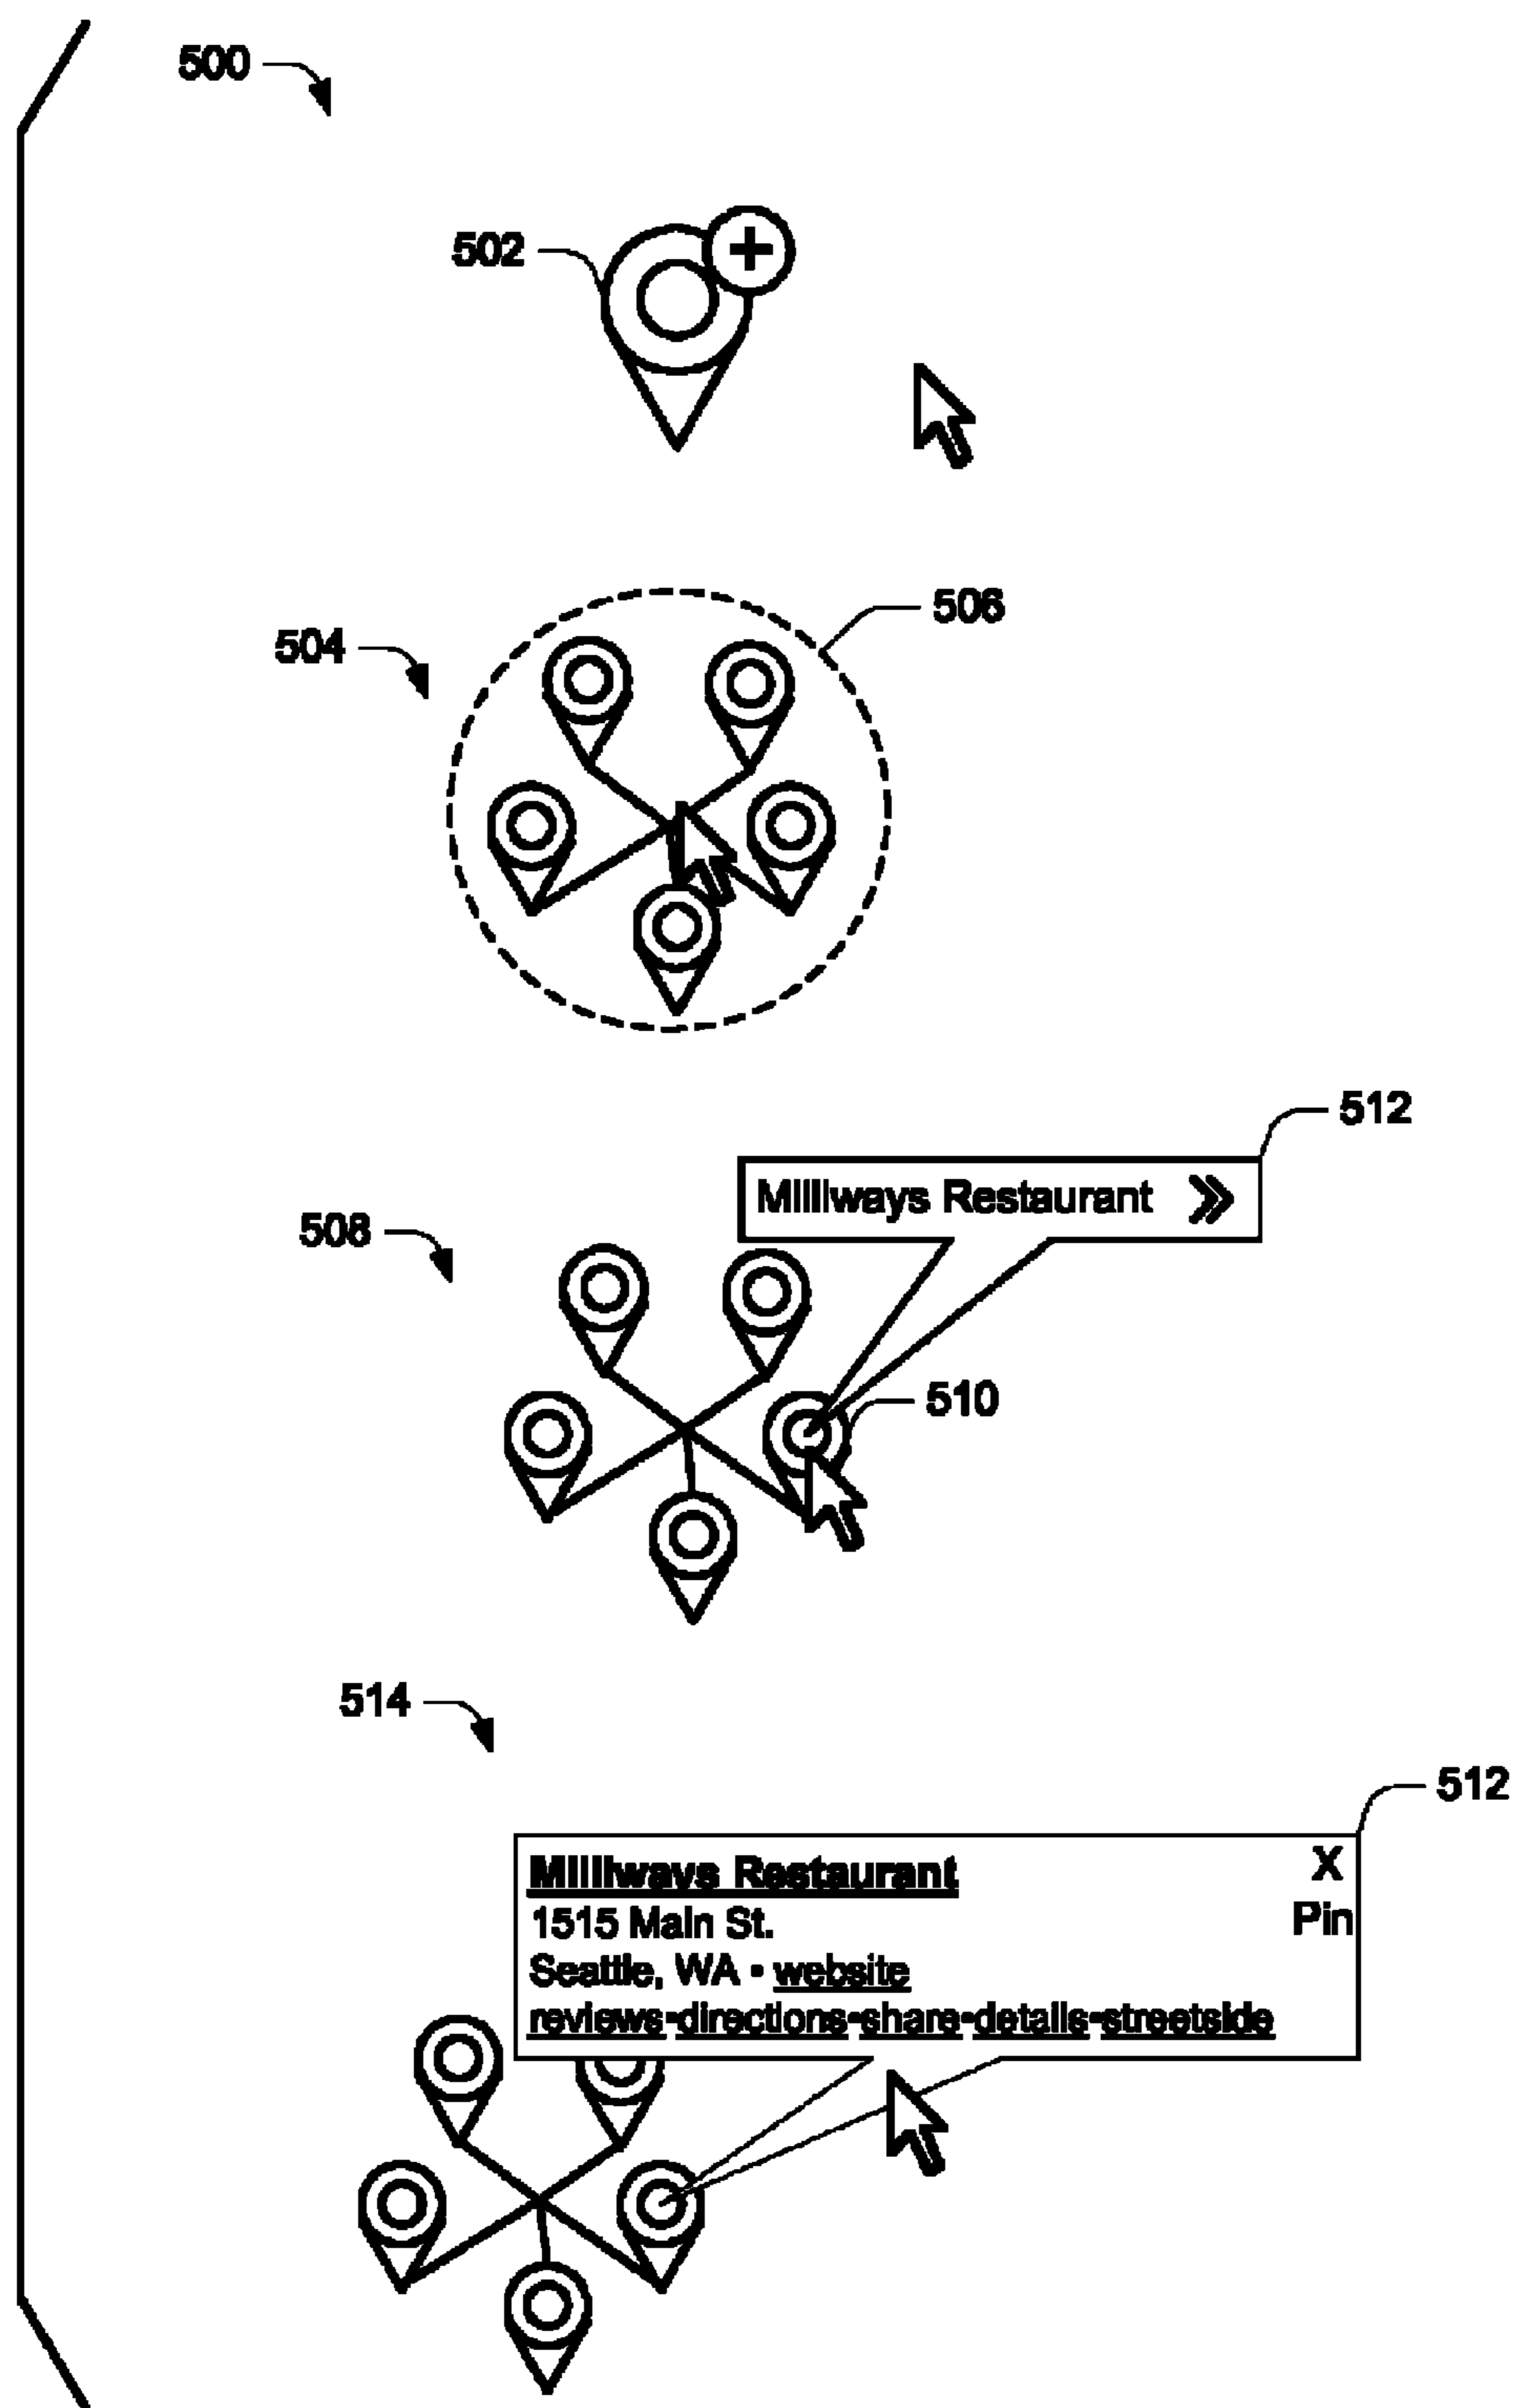 500
502
+
504
506
512
Milliways Restaurant »
508
510
514
512
Milliways Restaurant X
1515 Main St. Pin
Seattle, WA - website
reviews-directions-share-details-streetside